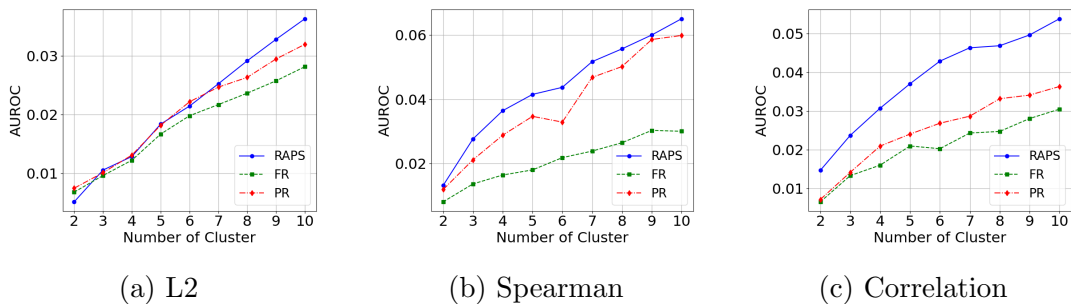 AUROC
0.03
0.02
0.01
2 3 4 5 6 7 8 9 10
Number of Cluster
RAPS
FR
PR
(a) L2
AUROC
0.06
0.04
0.02
2 3 4 5 6 7 8 9 10
Number of Cluster
RAPS
FR
PR
(b) Spearman
AUROC
0.05
0.04
0.03
0.02
0.01
2 3 4 5 6 7 8 9 10
Number of Cluster
RAPS
FR
PR
(c) Correlation